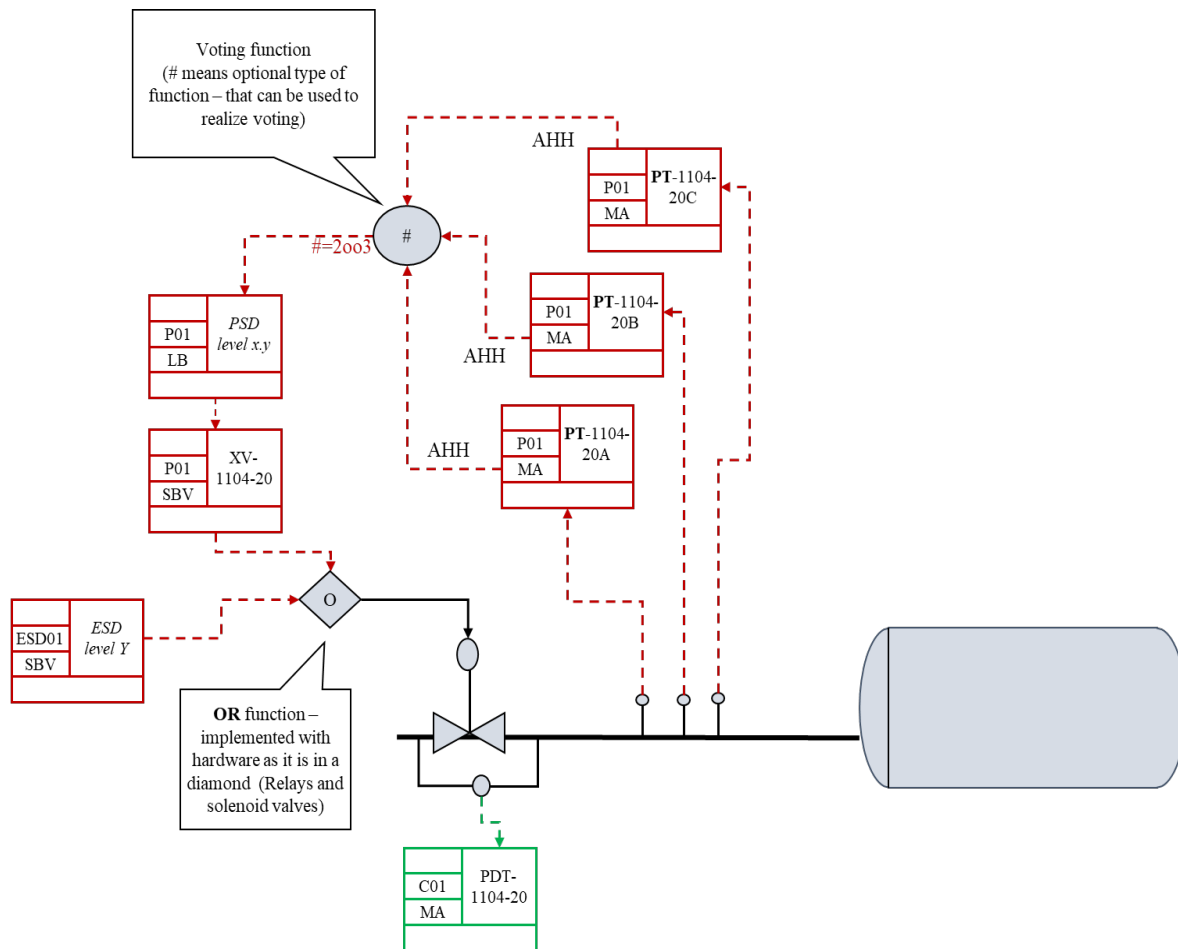 Voting function
(# means optional type of
function – that can be used to
realize voting)
AHH
P01
MA
PT-1104-
20C
#
#=2oo3
P01
MA
PT-1104-
20B
AHH
P01
LB
PSD
level x.y
AHH
P01
MA
PT-1104-
20A
P01
SBV
XV-
1104-20
O
ESD01
SBV
ESD
level Y
OR function –
implemented with
hardware as it is in a
diamond (Relays and
solenoid valves)
C01
MA
PDT-
1104-20